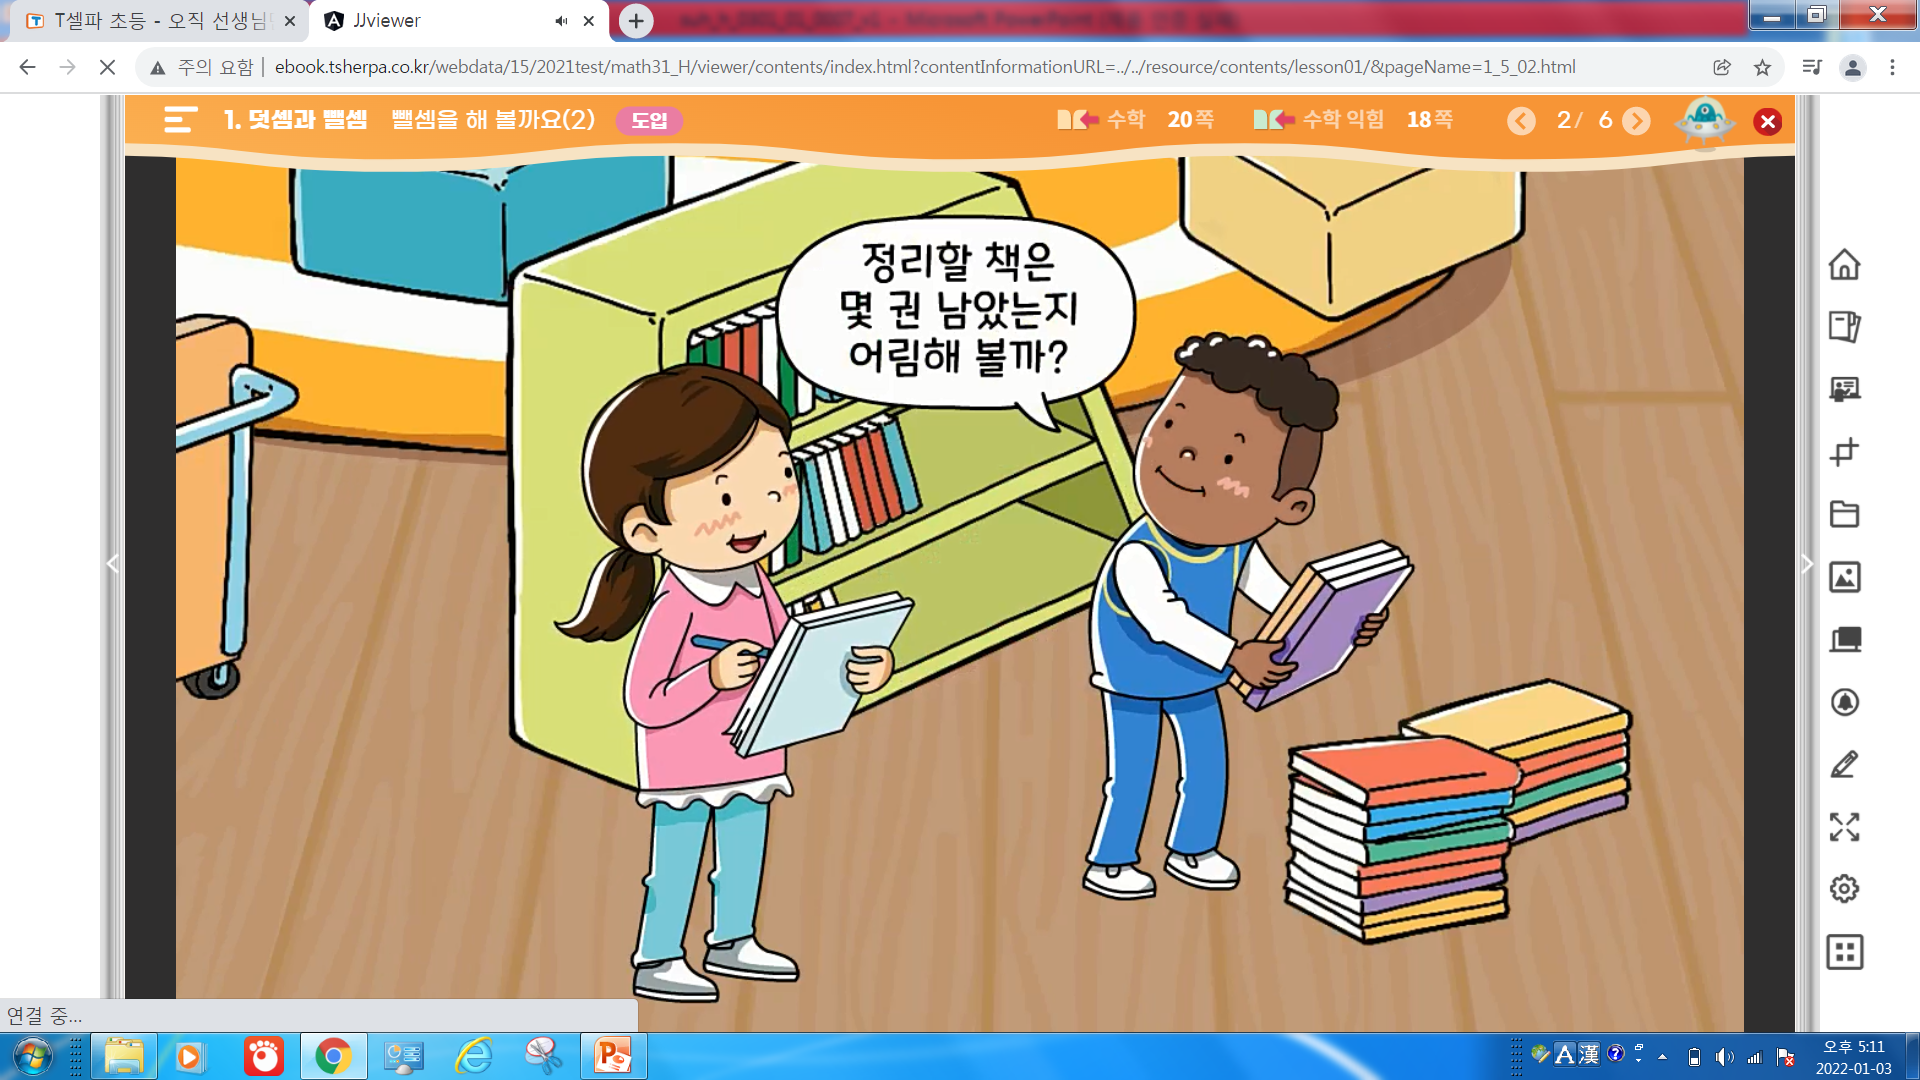 T셀파 초등 - 오직 선생님
JJviewer
주의 요함
ebook.tsherpa.co.kr/webdata/15/2021test/math31_H/viewer/contents/index.html?contentInformationURL=../../resource/contents/lesson01/&pageName=1_5_02.html
1. 덧셈과 뺄셈 뺄셈을 해 볼까요(2) 도입 수학 20쪽 수학 익힘 18쪽 2/ 6
정리할 책은
몇 권 남았는지
어림해 볼까?
연결 중...
A 漢
오후 5:11
2022-01-03